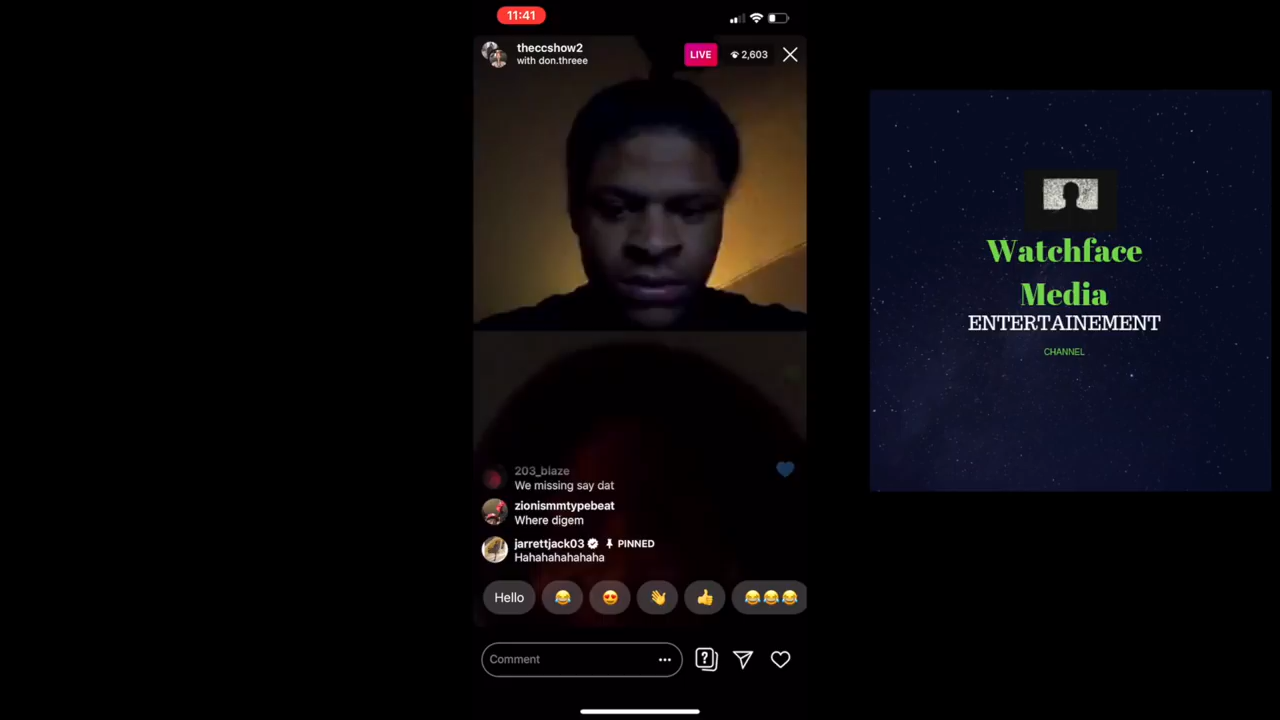 11:41
theccshow2
with don.threee
LIVE
2,603
203_blaze
We missing say dat
zionismmtypebeat
Where digem
jarrettjack03 PINNED
Hahahahahahaha
Hello
Comment
Watchface
Media
ENTERTAINEMENT
CHANNEL